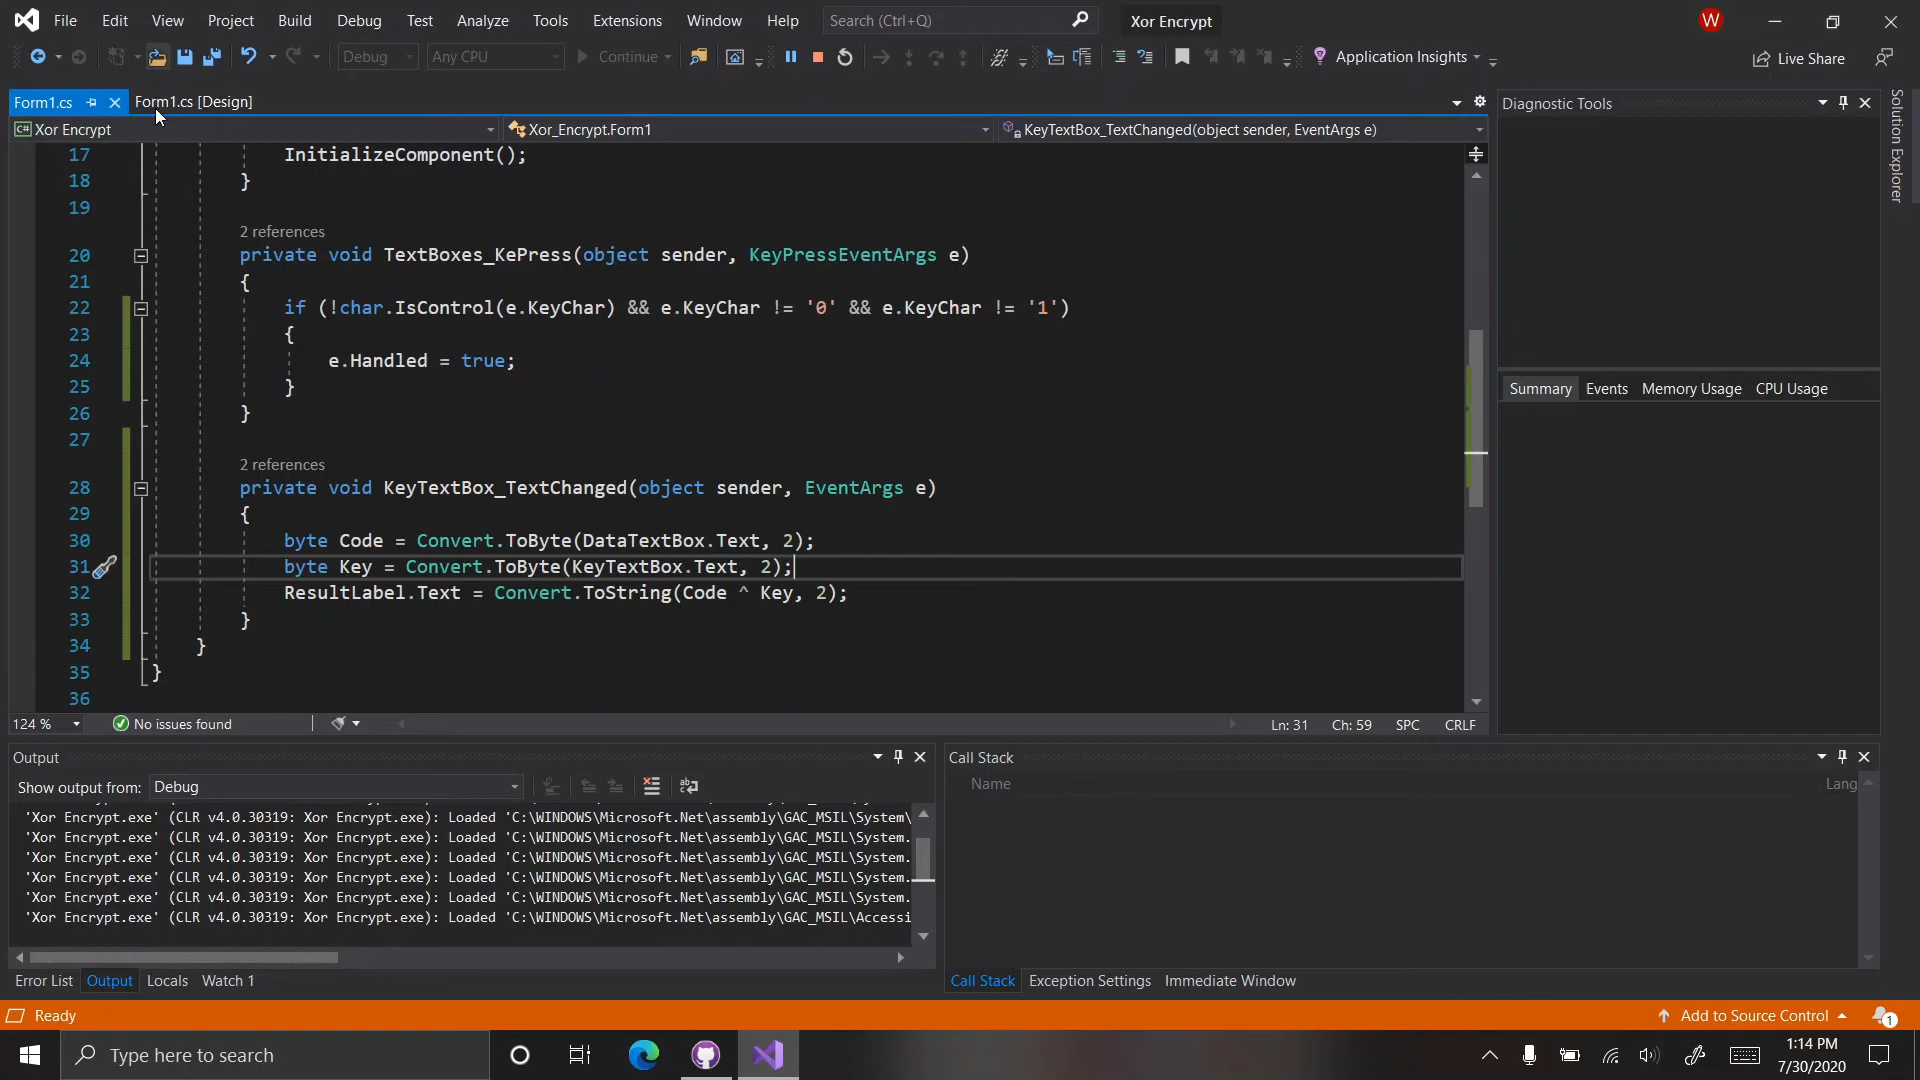 File Edit View Project Build Debug Test Analyze Tools Extensions Window Help Search (Ctrl+Q) Xor Encrypt W
Debug Any CPU Continue Application Insights Live Share
Form1.cs Form1.cs [Design]
Xor Encrypt Xor_Encrypt.Form1 KeyTextBox_TextChanged(object sender, EventArgs e)
17 InitializeComponent();
18 }
19
2 references
20 private void TextBoxes_KePress(object sender, KeyPressEventArgs e)
21 {
22 if (!char.IsControl(e.KeyChar) && e.KeyChar != '0' && e.KeyChar != '1')
23 {
24 e.Handled = true;
25 }
26 }
27
2 references
28 private void KeyTextBox_TextChanged(object sender, EventArgs e)
29 {
30 byte Code = Convert.ToByte(DataTextBox.Text, 2);
31 byte Key = Convert.ToByte(KeyTextBox.Text, 2);
32 ResultLabel.Text = Convert.ToString(Code ^ Key, 2);
33 }
34 }
35 }
36
124 % No issues found Ln: 31 Ch: 59 SPC CRLF
Diagnostic Tools
Summary Events Memory Usage CPU Usage
Solution Explorer
Output
Show output from: Debug
'Xor Encrypt.exe' (CLR v4.0.30319: Xor Encrypt.exe): Loaded 'C:\WINDOWS\Microsoft.Net\assembly\GAC_MSIL\System\
'Xor Encrypt.exe' (CLR v4.0.30319: Xor Encrypt.exe): Loaded 'C:\WINDOWS\Microsoft.Net\assembly\GAC_MSIL\System.
'Xor Encrypt.exe' (CLR v4.0.30319: Xor Encrypt.exe): Loaded 'C:\WINDOWS\Microsoft.Net\assembly\GAC_MSIL\System.
'Xor Encrypt.exe' (CLR v4.0.30319: Xor Encrypt.exe): Loaded 'C:\WINDOWS\Microsoft.Net\assembly\GAC_MSIL\System.
'Xor Encrypt.exe' (CLR v4.0.30319: Xor Encrypt.exe): Loaded 'C:\WINDOWS\Microsoft.Net\assembly\GAC_MSIL\System.
'Xor Encrypt.exe' (CLR v4.0.30319: Xor Encrypt.exe): Loaded 'C:\WINDOWS\Microsoft.Net\assembly\GAC_MSIL\Accessi
Error List Output Locals Watch 1
Call Stack
Name Lang
Call Stack Exception Settings Immediate Window
Ready Add to Source Control 1
Type here to search
1:14 PM
7/30/2020